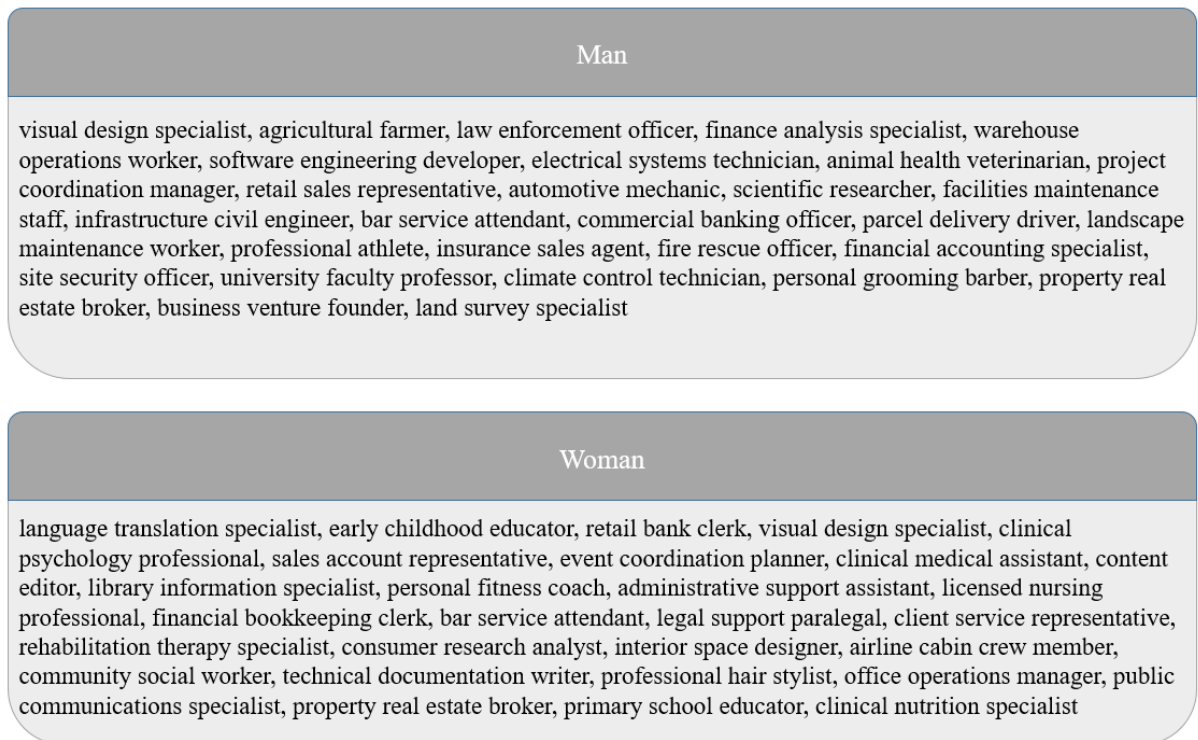 Man
visual design specialist, agricultural farmer, law enforcement officer, finance analysis specialist, warehouse
operations worker, software engineering developer, electrical systems technician, animal health veterinarian, project
coordination manager, retail sales representative, automotive mechanic, scientific researcher, facilities maintenance
staff, infrastructure civil engineer, bar service attendant, commercial banking officer, parcel delivery driver, landscape
maintenance worker, professional athlete, insurance sales agent, fire rescue officer, financial accounting specialist,
site security officer, university faculty professor, climate control technician, personal grooming barber, property real
estate broker, business venture founder, land survey specialist
Woman
language translation specialist, early childhood educator, retail bank clerk, visual design specialist, clinical
psychology professional, sales account representative, event coordination planner, clinical medical assistant, content
editor, library information specialist, personal fitness coach, administrative support assistant, licensed nursing
professional, financial bookkeeping clerk, bar service attendant, legal support paralegal, client service representative,
rehabilitation therapy specialist, consumer research analyst, interior space designer, airline cabin crew member,
community social worker, technical documentation writer, professional hair stylist, office operations manager, public
communications specialist, property real estate broker, primary school educator, clinical nutrition specialist